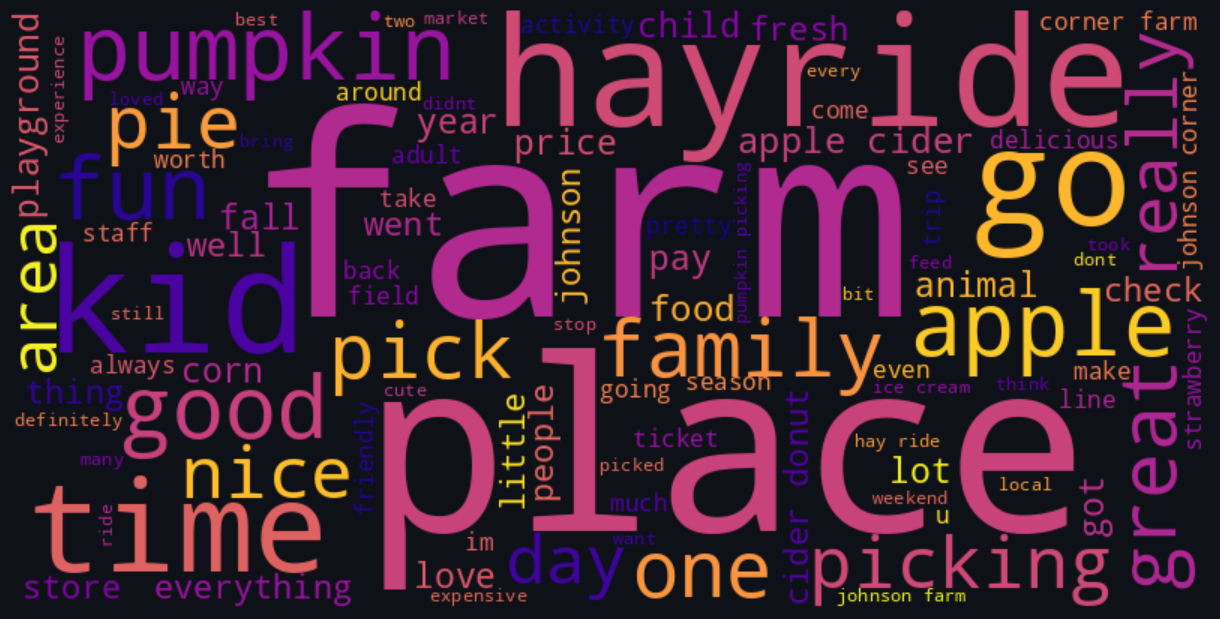 best
two
market
activity
child
fresh
corner farm
pumpkin
hayride
playground
experience
loved
way
around
didnt
every
come
really
corner
pie
bring
year
price
apple cider
delicious
worth
adult
see
go
fun
farm
fall
take
went
johnson
pretty
pumpkin picking
trip
johnson corner
staff
well
area
kid
back
field
pay
feed
took
dont
still
food
bit
animal
check
stop
apple
always
corn
pick
family
even
make
strawberry
thing
cute
going
season
ice cream
think
line
great
definitely
good
place
little
people
ticket
donut
hay ride
many
nice
friendly
picked
lot
local
much
weekend
u
got
time
ride
im
want
day
one
cider donut
picking
store
everything
love
expensive
johnson farm